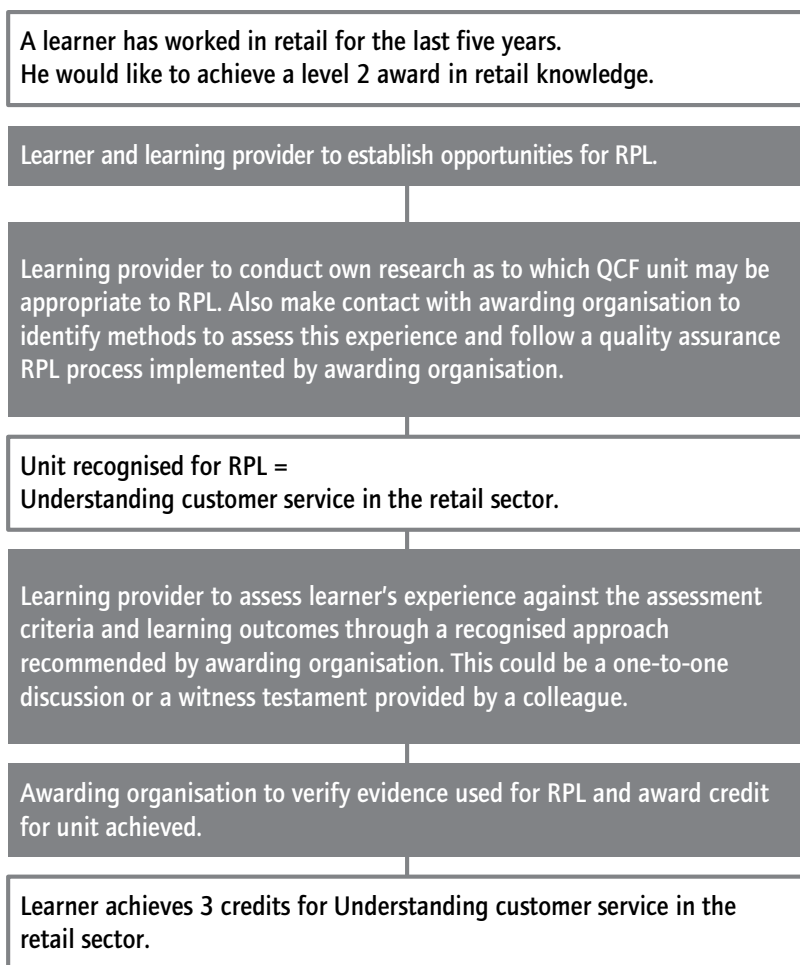 A learner has worked in retail for the last five years.
He would like to achieve a level 2 award in retail knowledge.
Learner and learning provider to establish opportunities for RPL.
Learning provider to conduct own research as to which QCF unit may be
appropriate to RPL. Also make contact with awarding organisation to
identify methods to assess this experience and follow a quality assurance
RPL process implemented by awarding organisation.
Unit recognised for RPL =
Understanding customer service in the retail sector.
Learning provider to assess learner's experience against the assessment
criteria and learning outcomes through a recognised approach
recommended by awarding organisation. This could be a one-to-one
discussion or a witness testament provided by a colleague.
Awarding organisation to verify evidence used for RPL and award credit
for unit achieved.
Learner achieves 3 credits for Understanding customer service in the
retail sector.